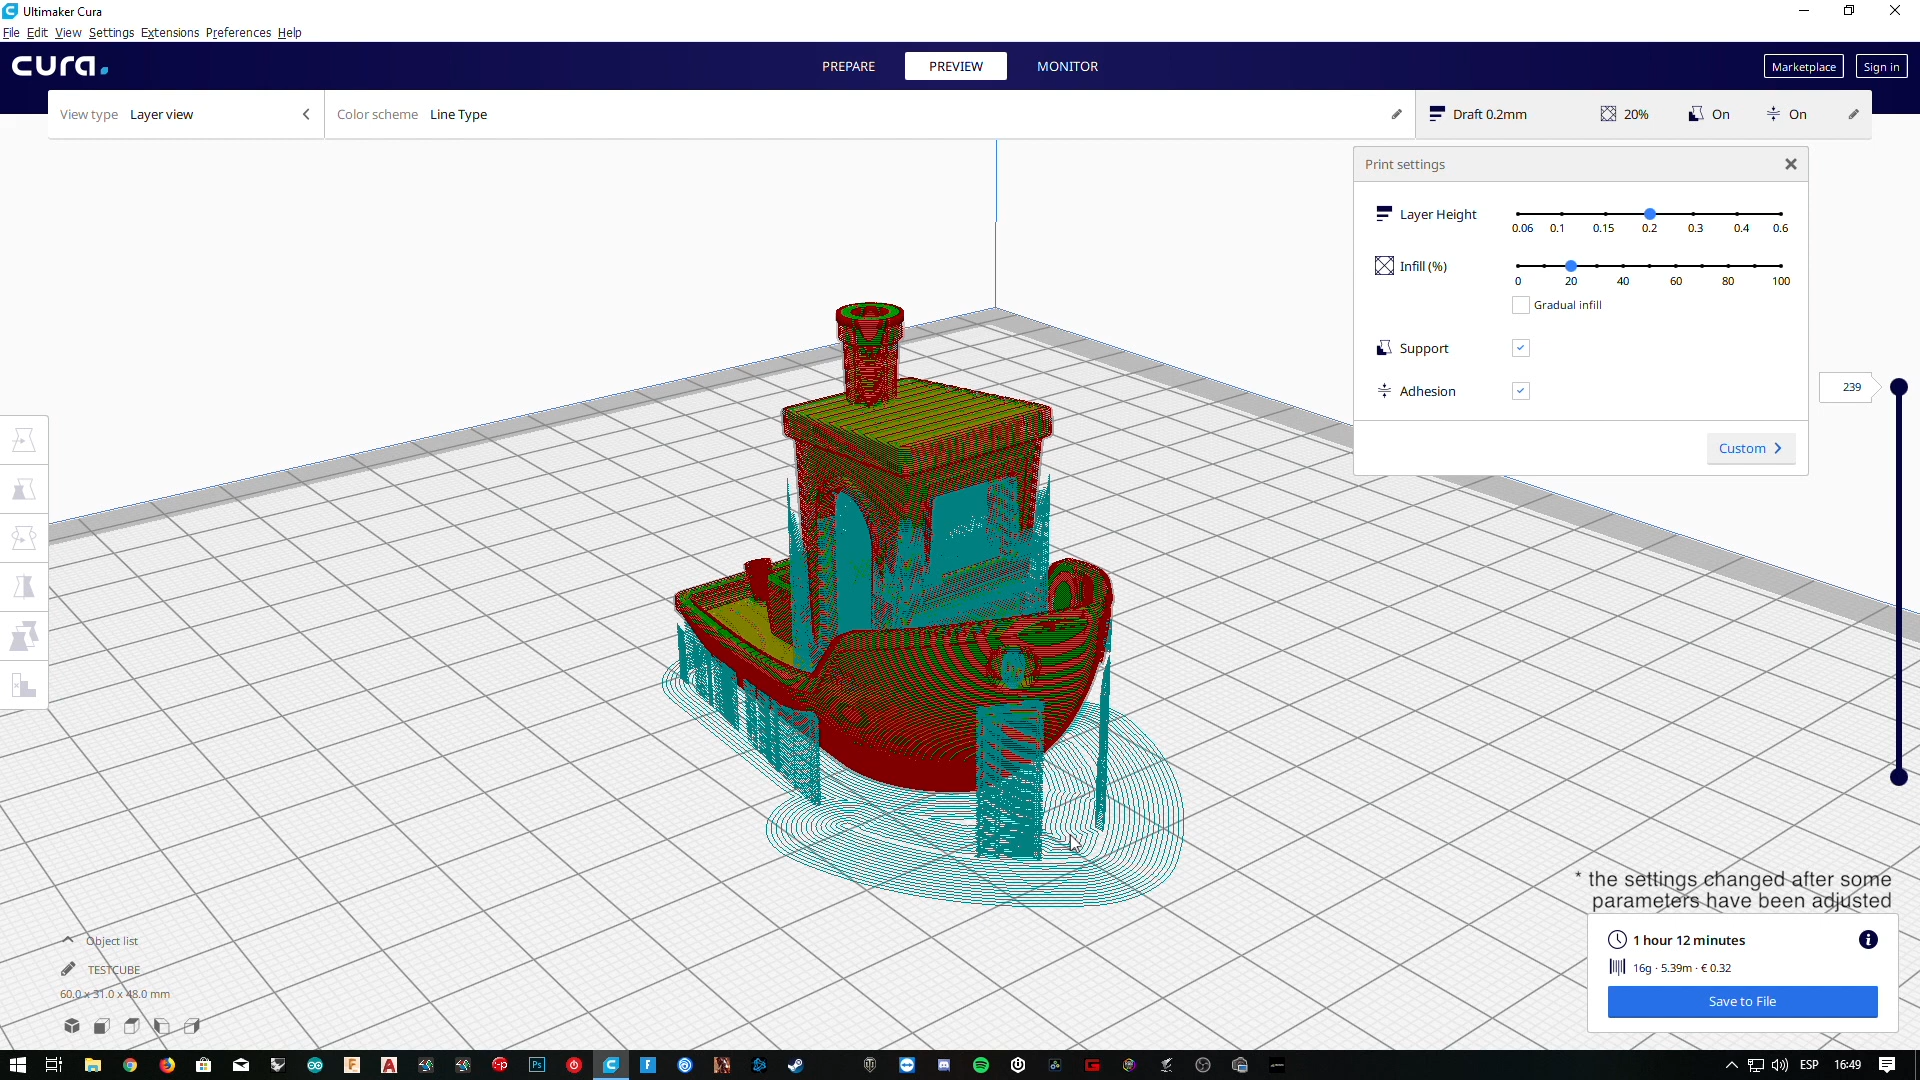 Ultimaker Cura
File Edit View Settings Extensions Preferences Help
cura.
PREPARE
PREVIEW
MONITOR
Marketplace
Sign in
View type Layer view
Color scheme Line Type
Draft 0.2mm
20%
On
On
Print settings
Layer Height
0.06 0.1 0.15 0.2 0.3 0.4 0.6
Infill (%)
0 20 40 60 80 100
Gradual infill
Support
Adhesion
Custom
239
* the settings changed after some
parameters have been adjusted
1 hour 12 minutes
16g · 5.39m · € 0.32
Save to File
Object list
TESTCUBE
60.0 x 31.0 x 48.0 mm
ESP
16:49